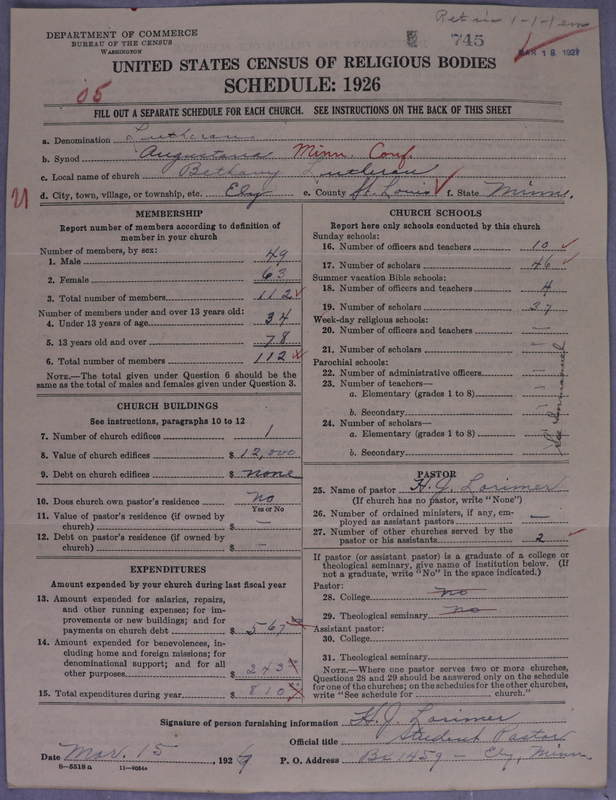 DEPARTMENT OF COMMERCE
BUREAU OF THE CENSUS
WASHINGTON
745
MAR 18 1927
UNITED STATES CENSUS OF RELIGIOUS BODIES
SCHEDULE: 1926
05
FILL OUT A SEPARATE SCHEDULE FOR EACH CHURCH. SEE INSTRUCTIONS ON THE BACK OF THIS SHEET
a. Denomination Lutheran
b. Synod Augustana Minn. Conf.
c. Local name of church Bethany Lutheran
d. City, town, village, or township, etc. Ely e. County St. Louis f. State Minn.
MEMBERSHIP
Report number of members according to definition of
member in your church
Number of members, by sex:
1. Male 49
2. Female 63
3. Total number of members 112
Number of members under and over 13 years old:
4. Under 13 years of age 34
5. 13 years old and over 78
6. Total number of members 112
NOTE.—The total given under Question 6 should be the
same as the total of males and females given under Question 3.
CHURCH BUILDINGS
See instructions, paragraphs 10 to 12
7. Number of church edifices 1
8. Value of church edifices $ 12,000
9. Debt on church edifices $ none
10. Does church own pastor's residence No
Yes or No
11. Value of pastor's residence (if owned by
church) $ —
12. Debt on pastor's residence (if owned by
church) $ —
EXPENDITURES
Amount expended by your church during last fiscal year
13. Amount expended for salaries, repairs,
and other running expenses; for im-
provements or new buildings; and for
payments on church debt $ 567
14. Amount expended for benevolences, in-
cluding home and foreign missions; for
denominational support; and for all
other purposes $ 243
15. Total expenditures during year $ 810
CHURCH SCHOOLS
Report here only schools conducted by this church
Sunday schools:
16. Number of officers and teachers 10
17. Number of scholars 46
Summer vacation Bible schools:
18. Number of officers and teachers 4
19. Number of scholars 37
Week-day religious schools:
20. Number of officers and teachers —
21. Number of scholars —
Parochial schools:
22. Number of administrative officers —
23. Number of teachers—
a. Elementary (grades 1 to 8) —
b. Secondary
24. Number of scholars—
a. Elementary (grades 1 to 8)
b. Secondary
PASTOR
25. Name of pastor H. J. Lorimer
(If church has no pastor, write "None")
26. Number of ordained ministers, if any, em-
ployed as assistant pastors —
27. Number of other churches served by the
pastor or his assistants 2
If pastor (or assistant pastor) is a graduate of a college or
theological seminary, give name of institution below. (If
not a graduate, write "No" in the space indicated.)
Pastor:
28. College no
29. Theological seminary no
Assistant pastor:
30. College
31. Theological seminary
NOTE.—Where one pastor serves two or more churches,
Questions 28 and 29 should be answered only on the schedule
for one of the churches; on the schedules for the other churches,
write "See schedule for church."
Signature of person furnishing information H. J. Lorimer
Official title Student Pastor
Date Mar. 15, 192 P. O. Address Bx 1459 — Ely, Minn.
8—5518 a 11—9054a